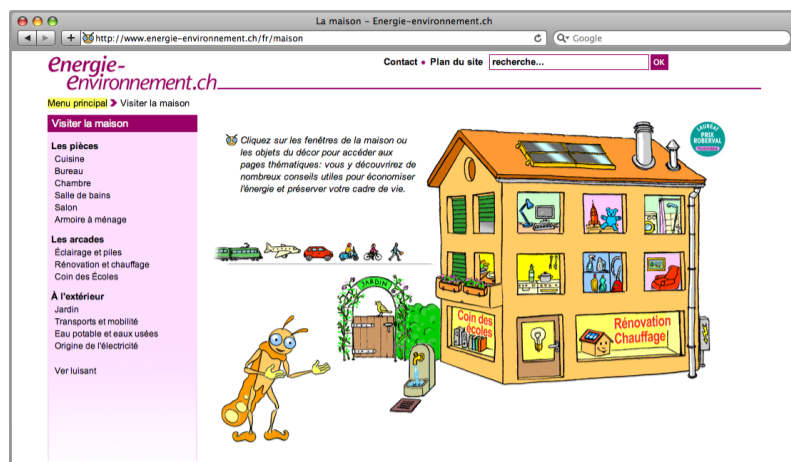 La maison – Energie-environnement.ch
http://www.energie-environnement.ch/fr/maison
Google
energie-
environnement.ch
Contact • Plan du site
recherche...
OK
Menu principal
Visiter la maison
Visiter la maison
Les pièces
Cuisine
Bureau
Chambre
Salle de bains
Salon
Armoire à ménage
Les arcades
Éclairage et piles
Rénovation et chauffage
Coin des Écoles
À l'extérieur
Jardin
Transports et mobilité
Eau potable et eaux usées
Origine de l'électricité
Ver luisant
Cliquez sur les fenêtres de la maison ou
les objets du décor pour accéder aux
pages thématiques: vous y découvrirez de
nombreux conseils utiles pour économiser
l'énergie et préserver votre cadre de vie.
LAURÉAT
PRIX
ROBERVAL
JARDIN
Coin des
écoles
Rénovation
Chauffage